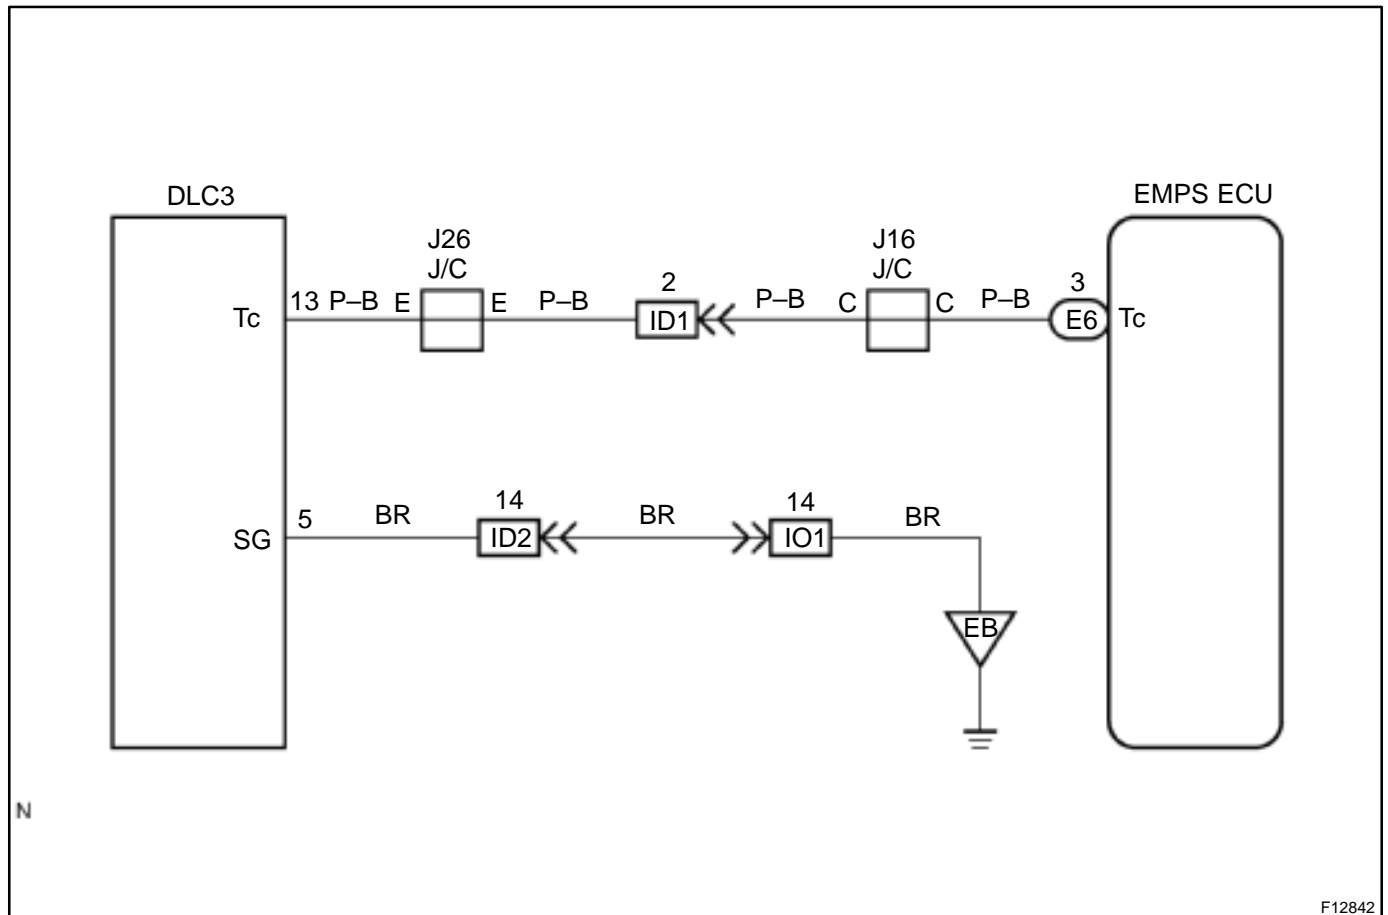 DLC3
EMPS ECU
J26
J/C
J16
J/C
2
3
Tc
13
P–B
E
E
P–B
ID1
P–B
C
C
P–B
E6
Tc
14
14
SG
5
BR
ID2
BR
IO1
BR
EB
N
F12842